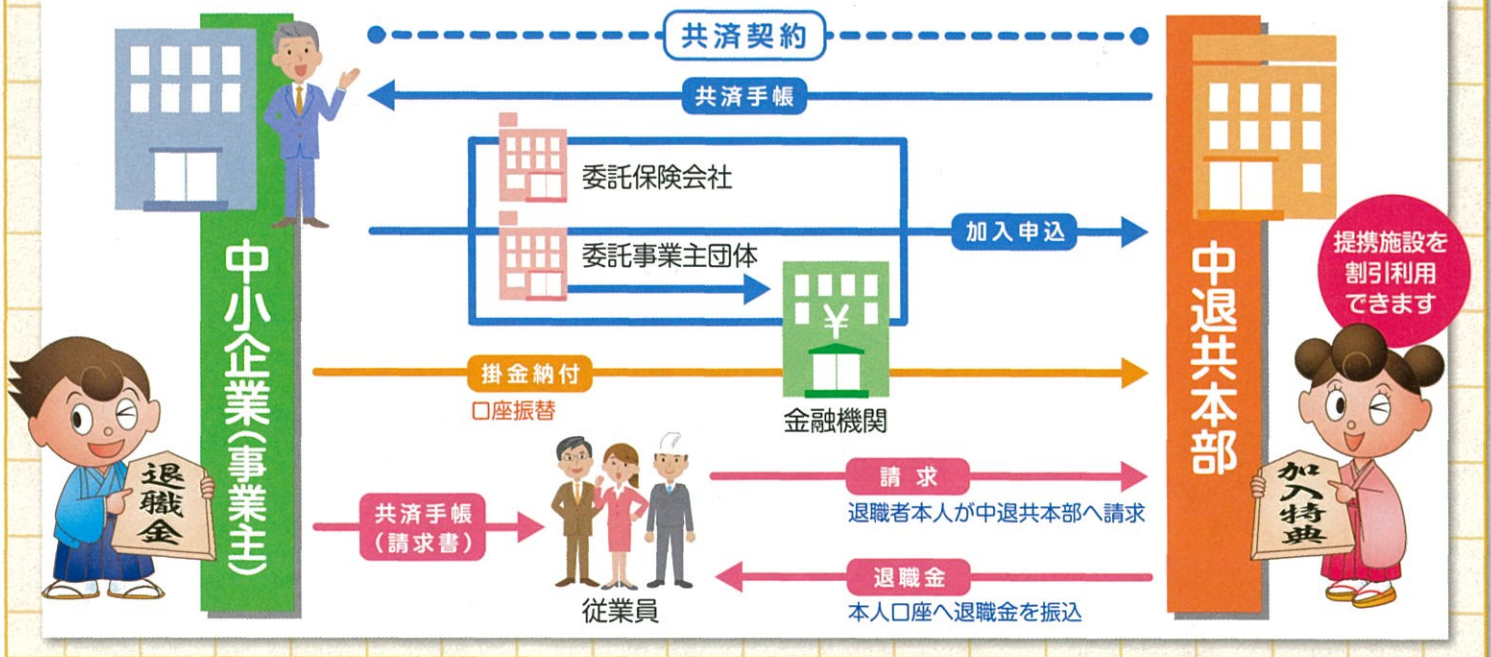 共済契約
共済手帳
委託保険会社
加入申込
委託事業主団体
提携施設を
割引利用
できます
中小企業(事業主)
中退共本部
¥
掛金納付
口座振替
金融機関
退職金
加入特典
共済手帳
(請求書)
従業員
請求
退職者本人が中退共本部へ請求
退職金
本人口座へ退職金を振込